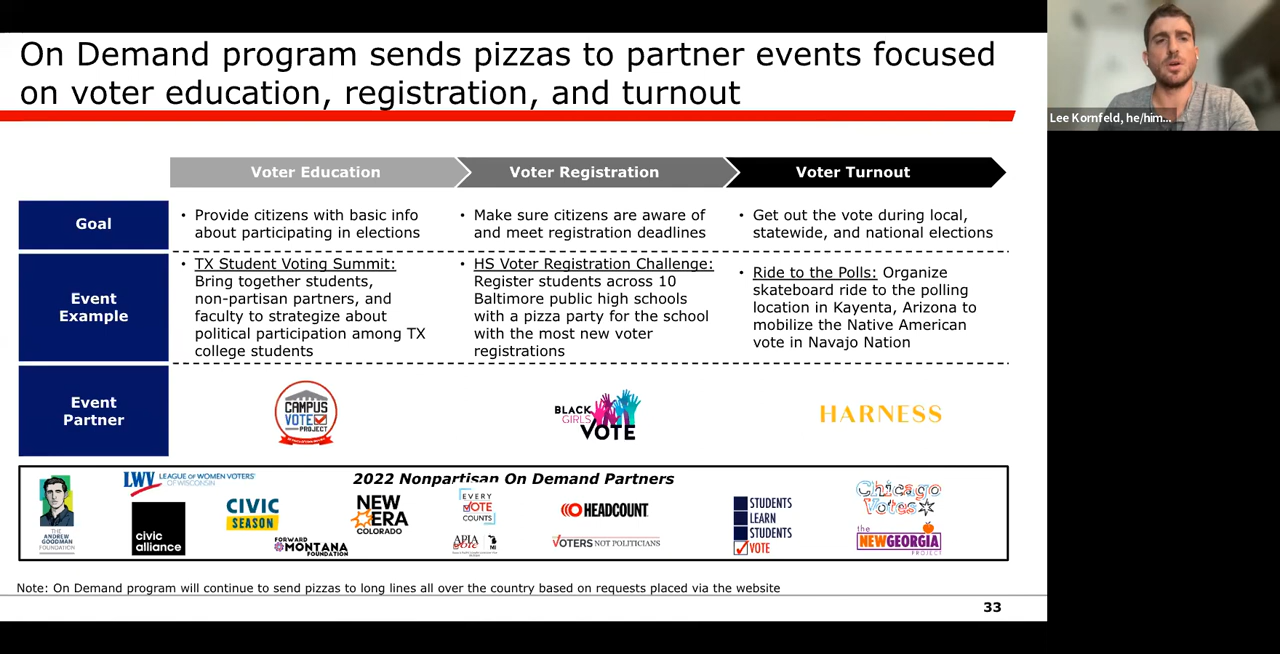 On Demand program sends pizzas to partner events focused
on voter education, registration, and turnout
Lee Kornfeld, he/him...
Voter Education
Voter Registration
Voter Turnout
Goal
• Provide citizens with basic info
about participating in elections
• Make sure citizens are aware of
and meet registration deadlines
• Get out the vote during local,
statewide, and national elections
Event
Example
• TX Student Voting Summit:
Bring together students,
non-partisan partners, and
faculty to strategize about
political participation among TX
college students
• HS Voter Registration Challenge:
Register students across 10
Baltimore public high schools
with a pizza party for the school
with the most new voter
registrations
• Ride to the Polls: Organize
skateboard ride to the polling
location in Kayenta, Arizona to
mobilize the Native American
vote in Navajo Nation
Event
Partner
CAMPUS
VOTE
PROJECT
BLACK
GIRLS
VOTE
HARNESS
2022 Nonpartisan On Demand Partners
THE
ANDREW
GOODMAN
FOUNDATION
LWV LEAGUE OF WOMEN VOTERS®
OF WISCONSIN
civic
alliance
CIVIC
SEASON
FORWARD
MONTANA
FOUNDATION
NEW
ERA
COLORADO
EVERY
VOTE
COUNTS
APIA
VOTE
MI
HEADCOUNT
VOTERS NOT POLITICIANS
STUDENTS
LEARN
STUDENTS
VOTE
Chicago
Votes
the
NEW GEORGIA
PROJECT
Note: On Demand program will continue to send pizzas to long lines all over the country based on requests placed via the website
33